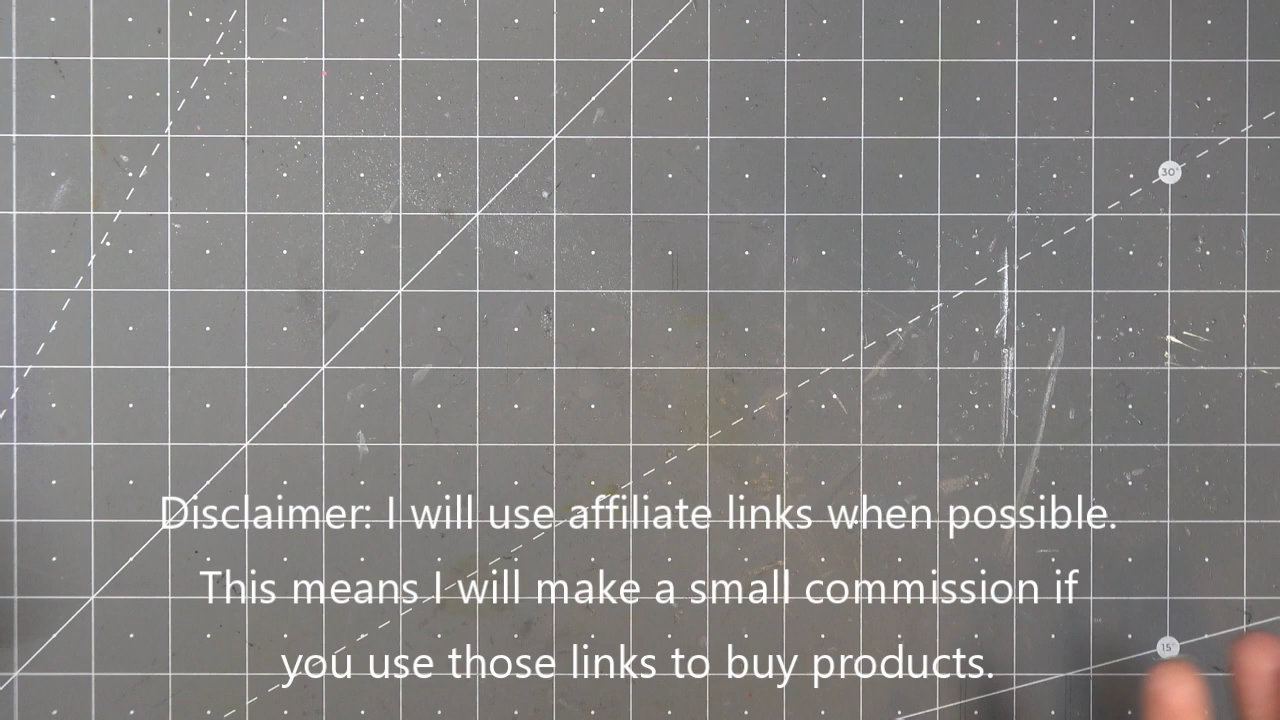 30°
Disclaimer: I will use affiliate links when possible.
This means I will make a small commission if
you use those links to buy products.
15°